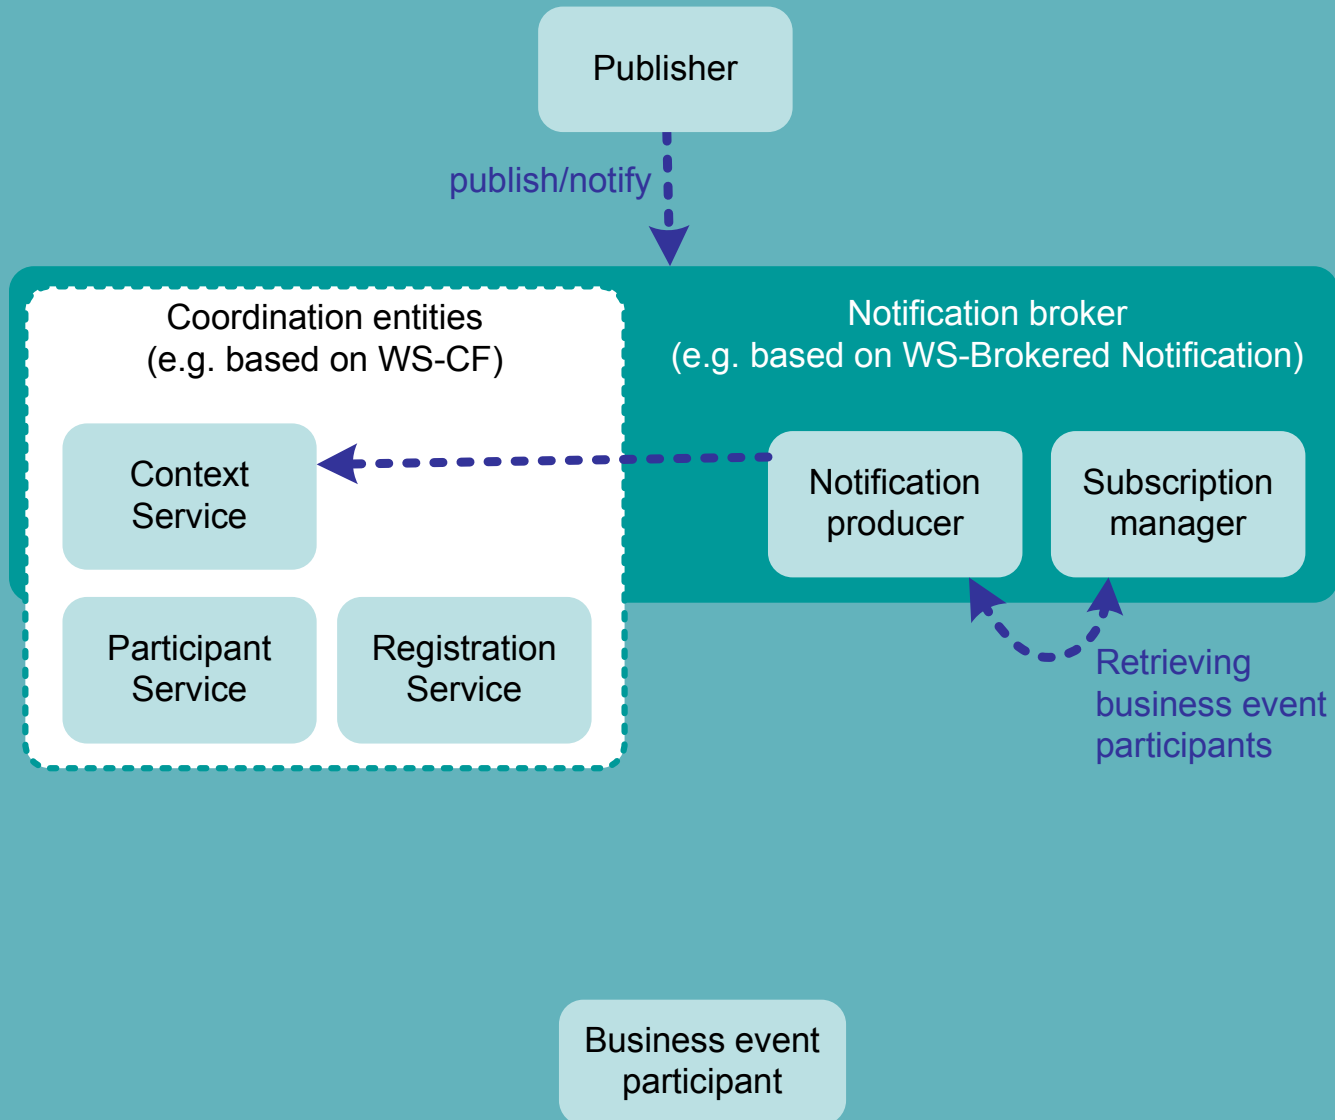 Publisher
publish/notify
Coordination entities
(e.g. based on WS-CF)
Notification broker
(e.g. based on WS-Brokered Notification)
Context
Service
Notification
producer
Subscription
manager
Participant
Service
Registration
Service
Retrieving
business event
participants
Business event
participant